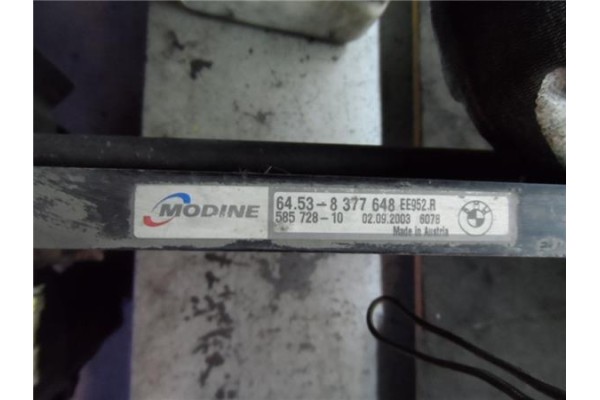 MODINE
64.53-8 377 648 EE952.R
585 728-10 02.09.2003 6078
Made in Austria